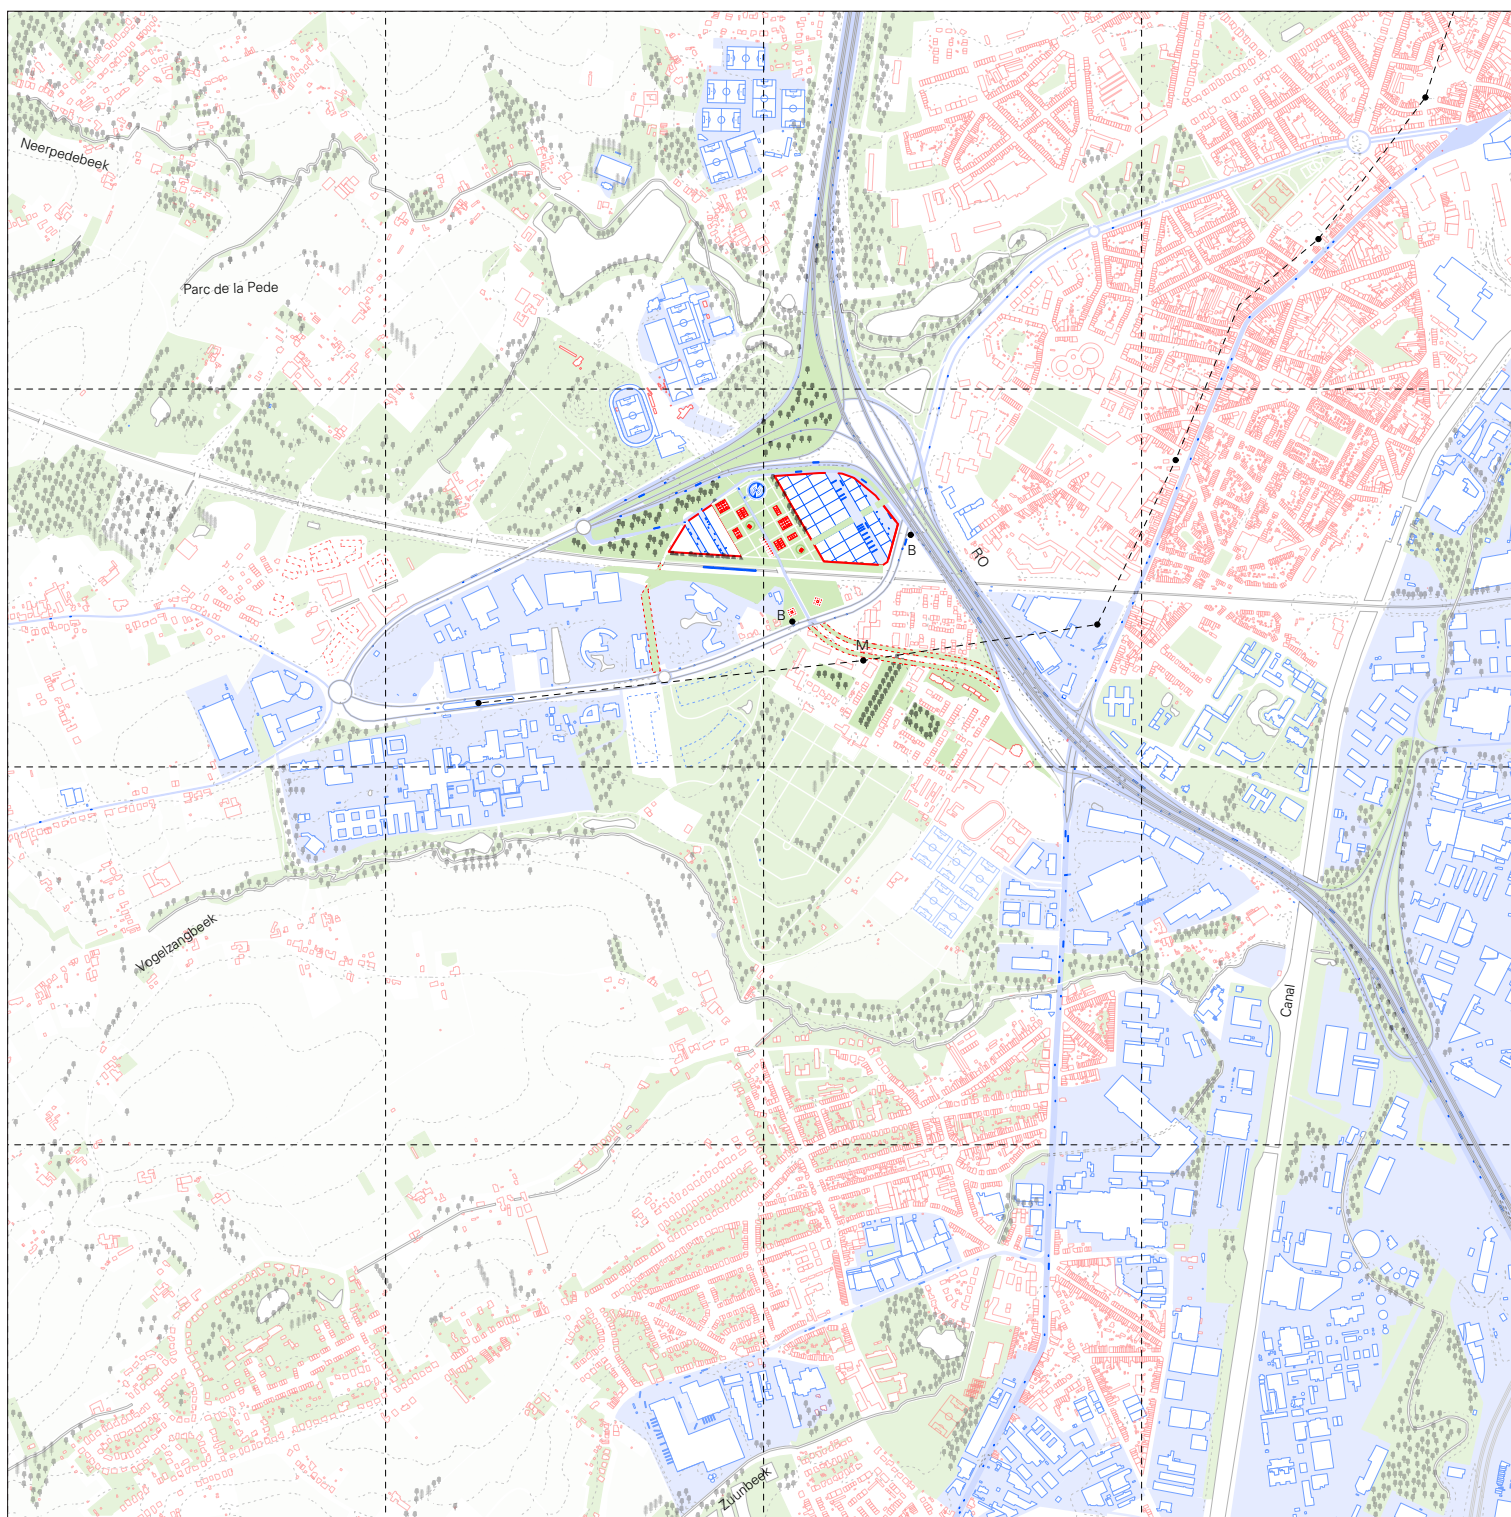 Neerpedebeek
Parc de la Pede
B
RO
B
M
Vogelzangbeek
Canal
Zuunbeek